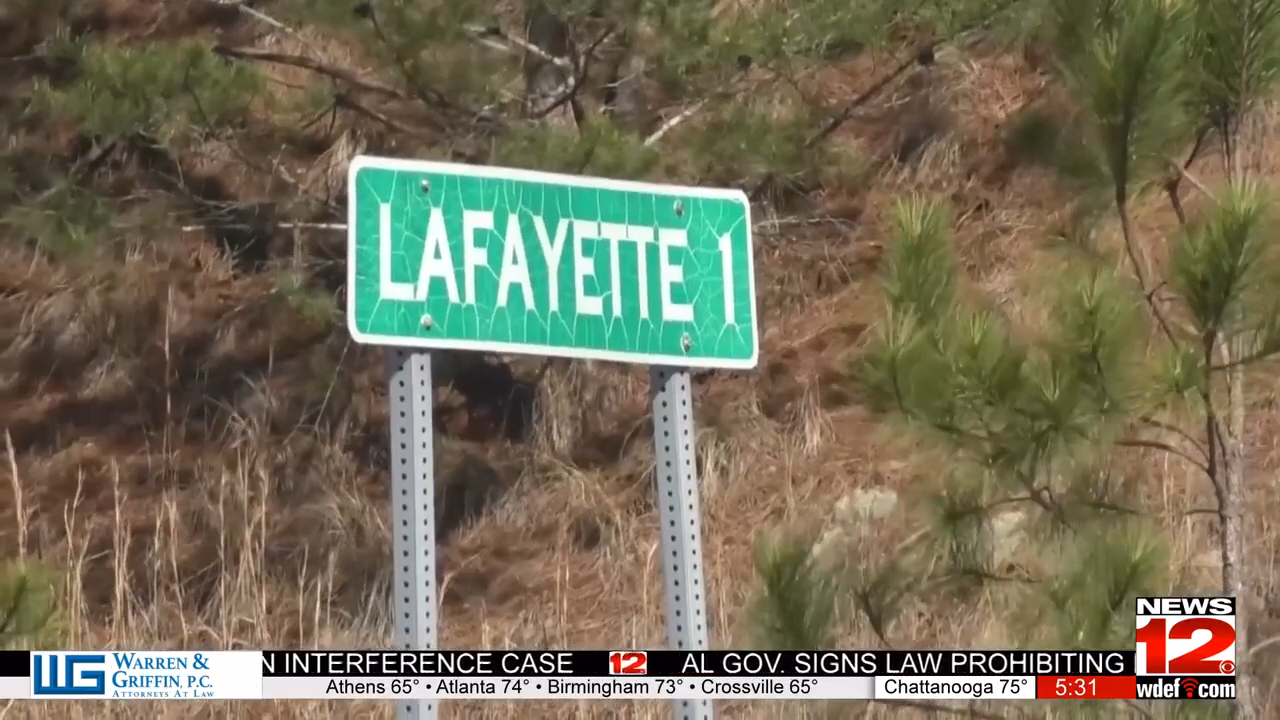 LAFAYETTE 1
NEWS
12
WG WARREN & GRIFFIN, P.C.
ATTORNEYS AT LAW
N INTERFERENCE CASE 12 AL GOV. SIGNS LAW PROHIBITING
Athens 65° • Atlanta 74° • Birmingham 73° • Crossville 65° Chattanooga 75° 5:31
wdef.com